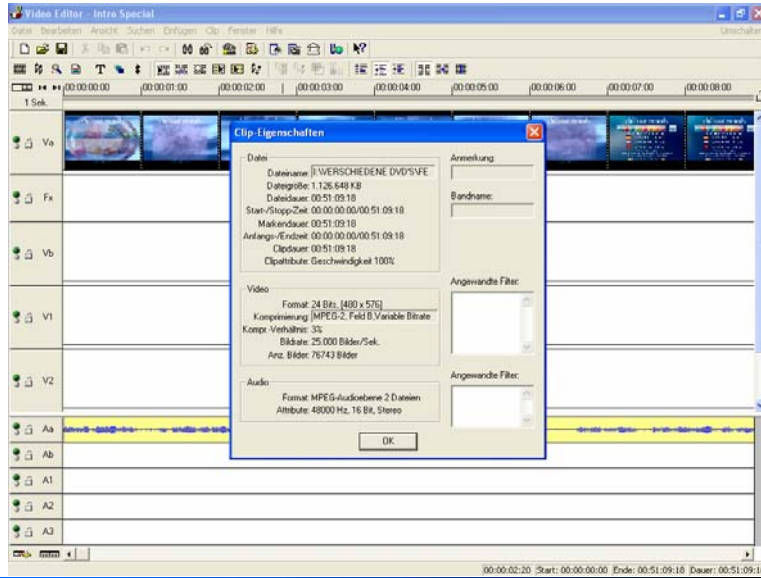 Video Editor - Intro Special
Datei Bearbeiten Ansicht Suchen Einfügen Clip Fenster Hilfe
Umschalten
00:00:00:00 00:00:01:00 00:00:02:00 00:00:03:00 00:00:04:00 00:00:05:00 00:00:06:00 00:00:07:00 00:00:08:00
1 Sek.
Va
Fx
Vb
V1
V2
Aa
Ab
A1
A2
A3
Clip-Eigenschaften
Datei
Dateiname: I:\VERSCHIEDENE DVD'S\FE
Dateigröße: 1.126.648 KB
Dateidauer: 00:51:09:18
Start-/Stopp-Zeit: 00:00:00:00/00:51:09:18
Markendauer: 00:51:09:18
Anfangs-/Endzeit: 00:00:00:00/00:51:09:18
Clipdauer: 00:51:09:18
Clipattribute: Geschwindigkeit 100%
Anmerkung:
Bandname:
Video
Format: 24 Bits, [480 x 576]
Komprimierung: MPEG-2, Feld B,Variable Bitrate
Kompr.-Verhältnis: 3%
Bildrate: 25.000 Bilder/Sek.
Anz. Bilder: 76743 Bilder
Angewandte Filter:
Audio
Format: MPEG-Audioebene 2 Dateien
Attribute: 48000 Hz, 16 Bit, Stereo
Angewandte Filter:
OK
00:00:02:20 Start: 00:00:00:00 Ende: 00:51:09:18 Dauer: 00:51:09:18